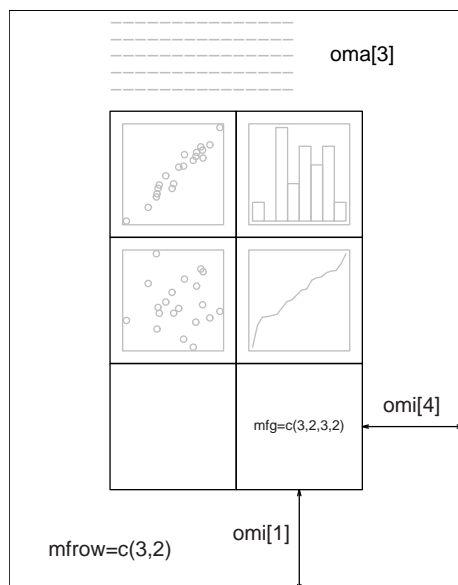 oma[3]
mfg=c(3,2,3,2)
omi[4]
omi[1]
mfrow=c(3,2)